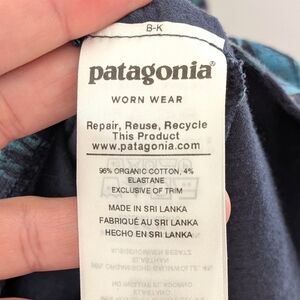 B-K
patagonia®
WORN WEAR
Repair, Reuse, Recycle
This Product
www.patagonia.com
96% ORGANIC COTTON, 4%
ELASTANE
EXCLUSIVE OF TRIM
MADE IN SRI LANKA
FABRIQUÉ AU SRI LANKA
HECHO EN SRI LANKA